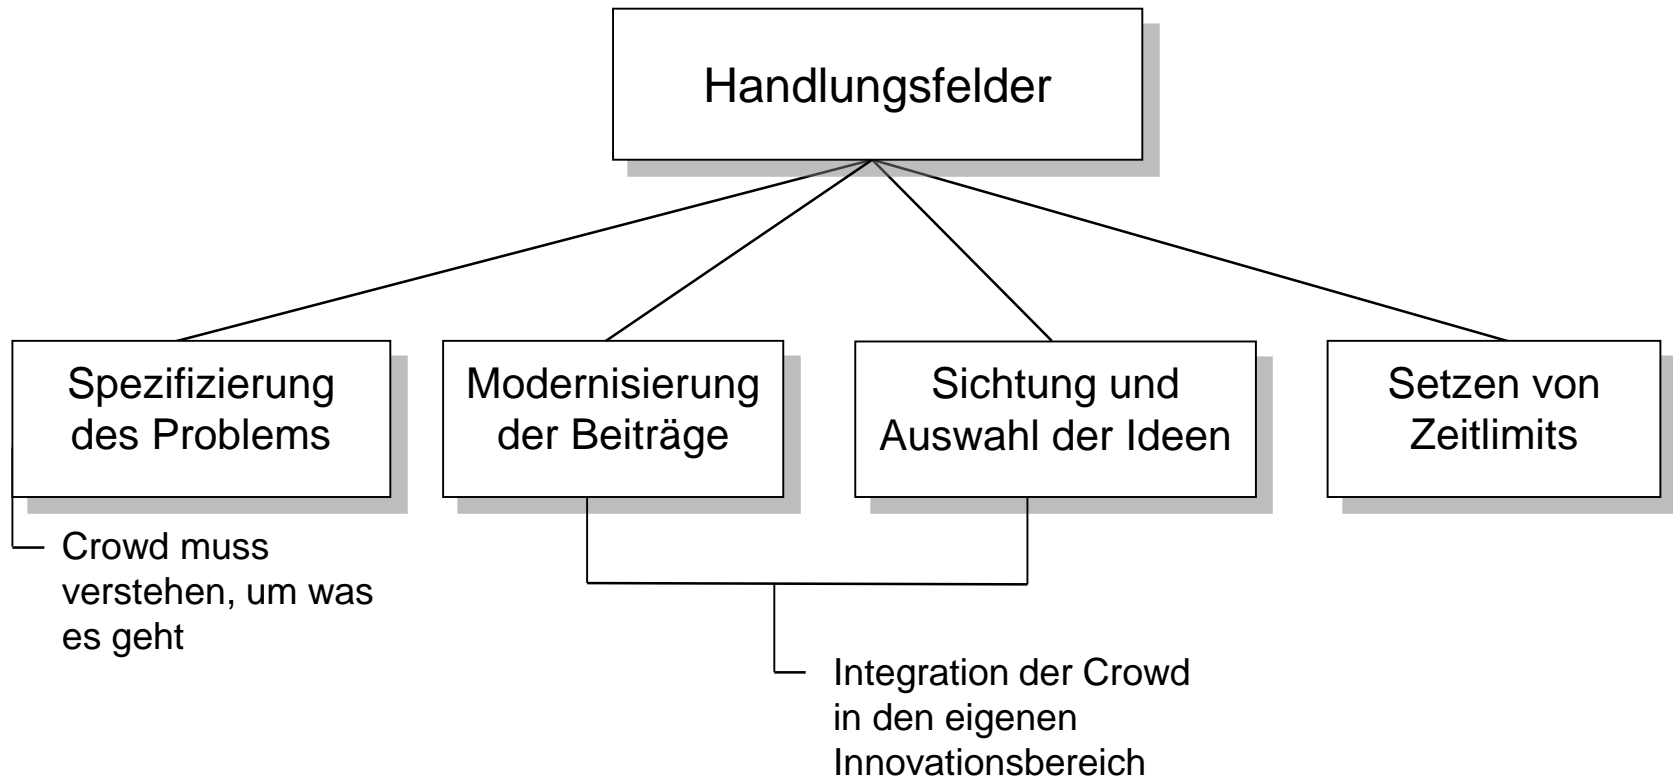 Handlungsfelder
Spezifizierung
des Problems
Modernisierung
der Beiträge
Sichtung und
Auswahl der Ideen
Setzen von
Zeitlimits
Crowd muss
verstehen, um was
es geht
Integration der Crowd
in den eigenen
Innovationsbereich